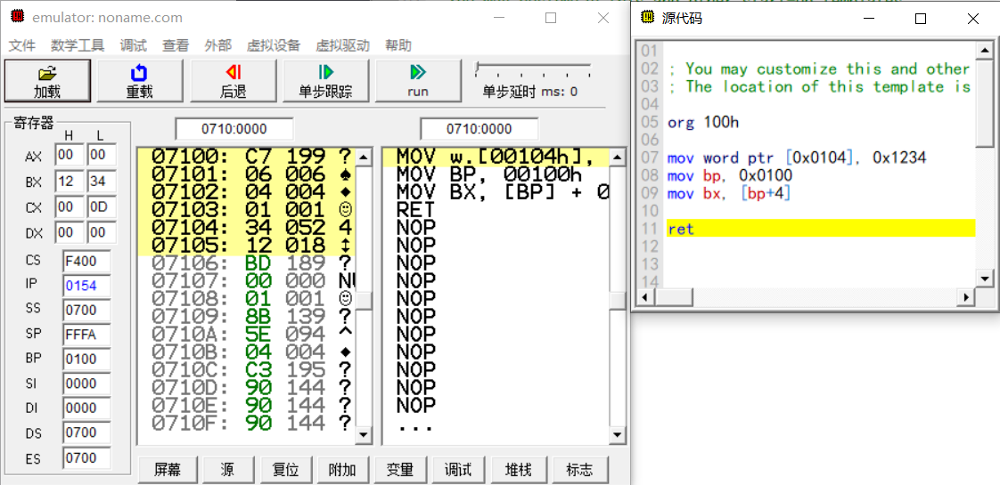 emulator: noname.com
文件 数学工具 调试 查看 外部 虚拟设备 虚拟驱动 帮助
加载 重载 后退 单步跟踪 run 单步延时 ms: 0
寄存器
H L
AX 00 00
BX 12 34
CX 00 0D
DX 00 00
CS F400
IP 0154
SS 0700
SP FFFA
BP 0100
SI 0000
DI 0000
DS 0700
ES 0700
0710:0000
07100: C7 199 ?
07101: 06 006 ♠
07102: 04 004 ♦
07103: 01 001 ☺
07104: 34 052 4
07105: 12 018 ↕
07106: BD 189 ?
07107: 00 000 NU
07108: 01 001 ☺
07109: 8B 139 ?
0710A: 5E 094 ^
0710B: 04 004 ♦
0710C: C3 195 ?
0710D: 90 144 ?
0710E: 90 144 ?
0710F: 90 144 ?
0710:0000
MOV w.[00104h],
MOV BP, 00100h
MOV BX, [BP] + 0
RET
NOP
NOP
NOP
NOP
NOP
NOP
NOP
NOP
NOP
NOP
NOP
...
屏幕 源 复位 附加 变量 调试 堆栈 标志
源代码
01
02 ; You may customize this and other
03 ; The location of this template is
04
05 org 100h
06
07 mov word ptr [0x0104], 0x1234
08 mov bp, 0x0100
09 mov bx, [bp+4]
10
11 ret
12
13
14